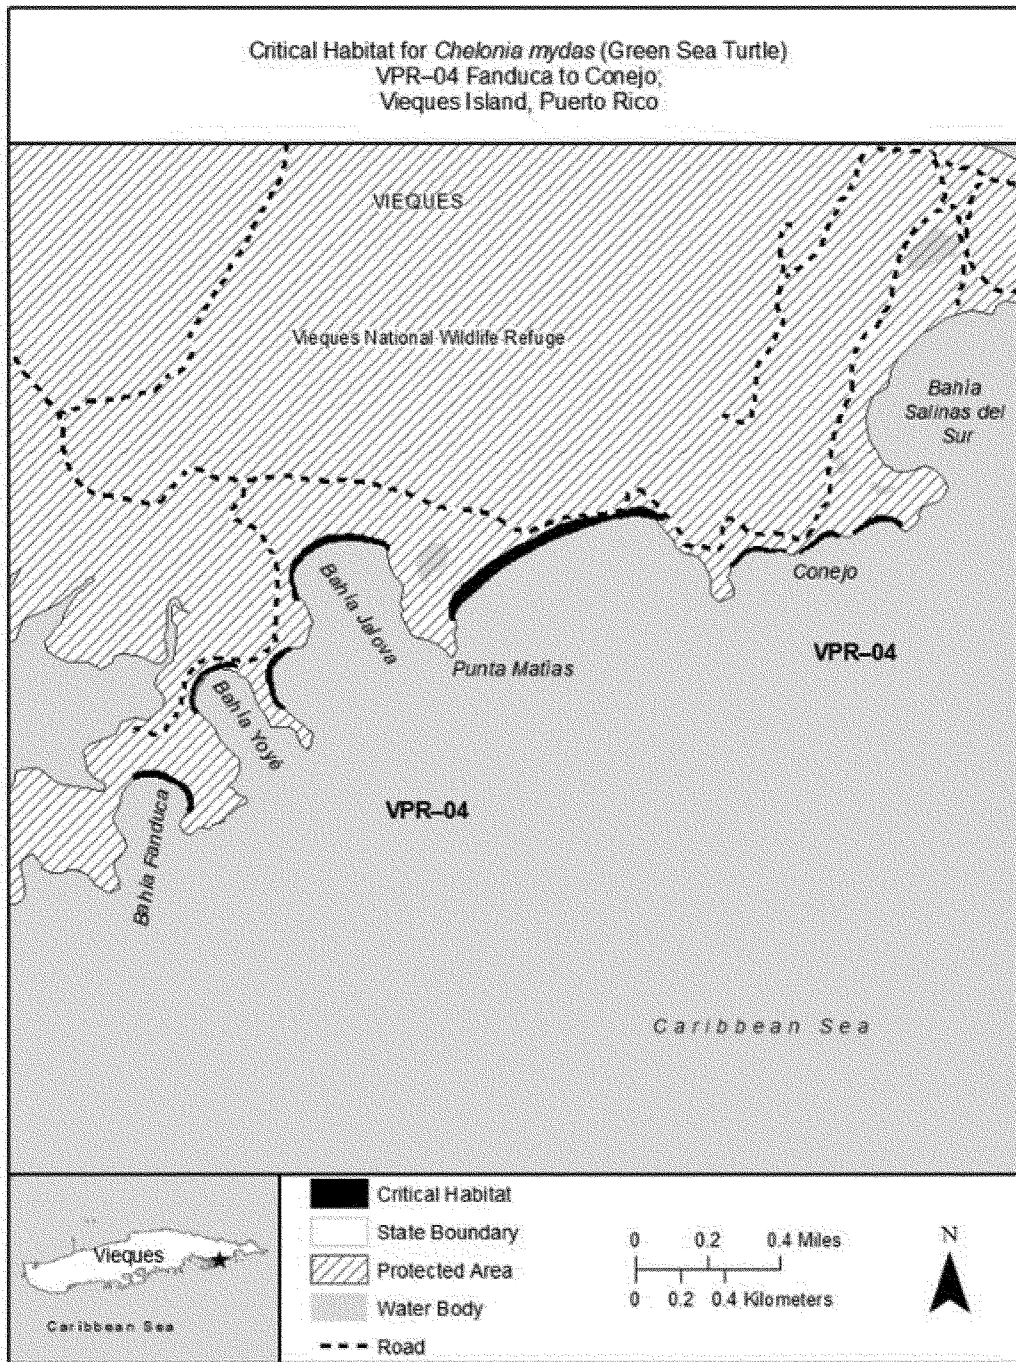 Critical Habitat for Chelonia mydas (Green Sea Turtle)
VPR–04 Fanduca to Conejo;
Vieques Island, Puerto Rico
VIEQUES
Vieques National Wildlife Refuge
Bahía
Salinas del
Sur
Bahía Jalova
Conejo
VPR–04
Punta Matías
Bahía Yoyé
VPR–04
Bahía Fanduca
Caribbean Sea
Vieques
Caribbean Sea
Critical Habitat
State Boundary
Protected Area
Water Body
Road
0 0.2 0.4 Miles
0 0.2 0.4 Kilometers
N